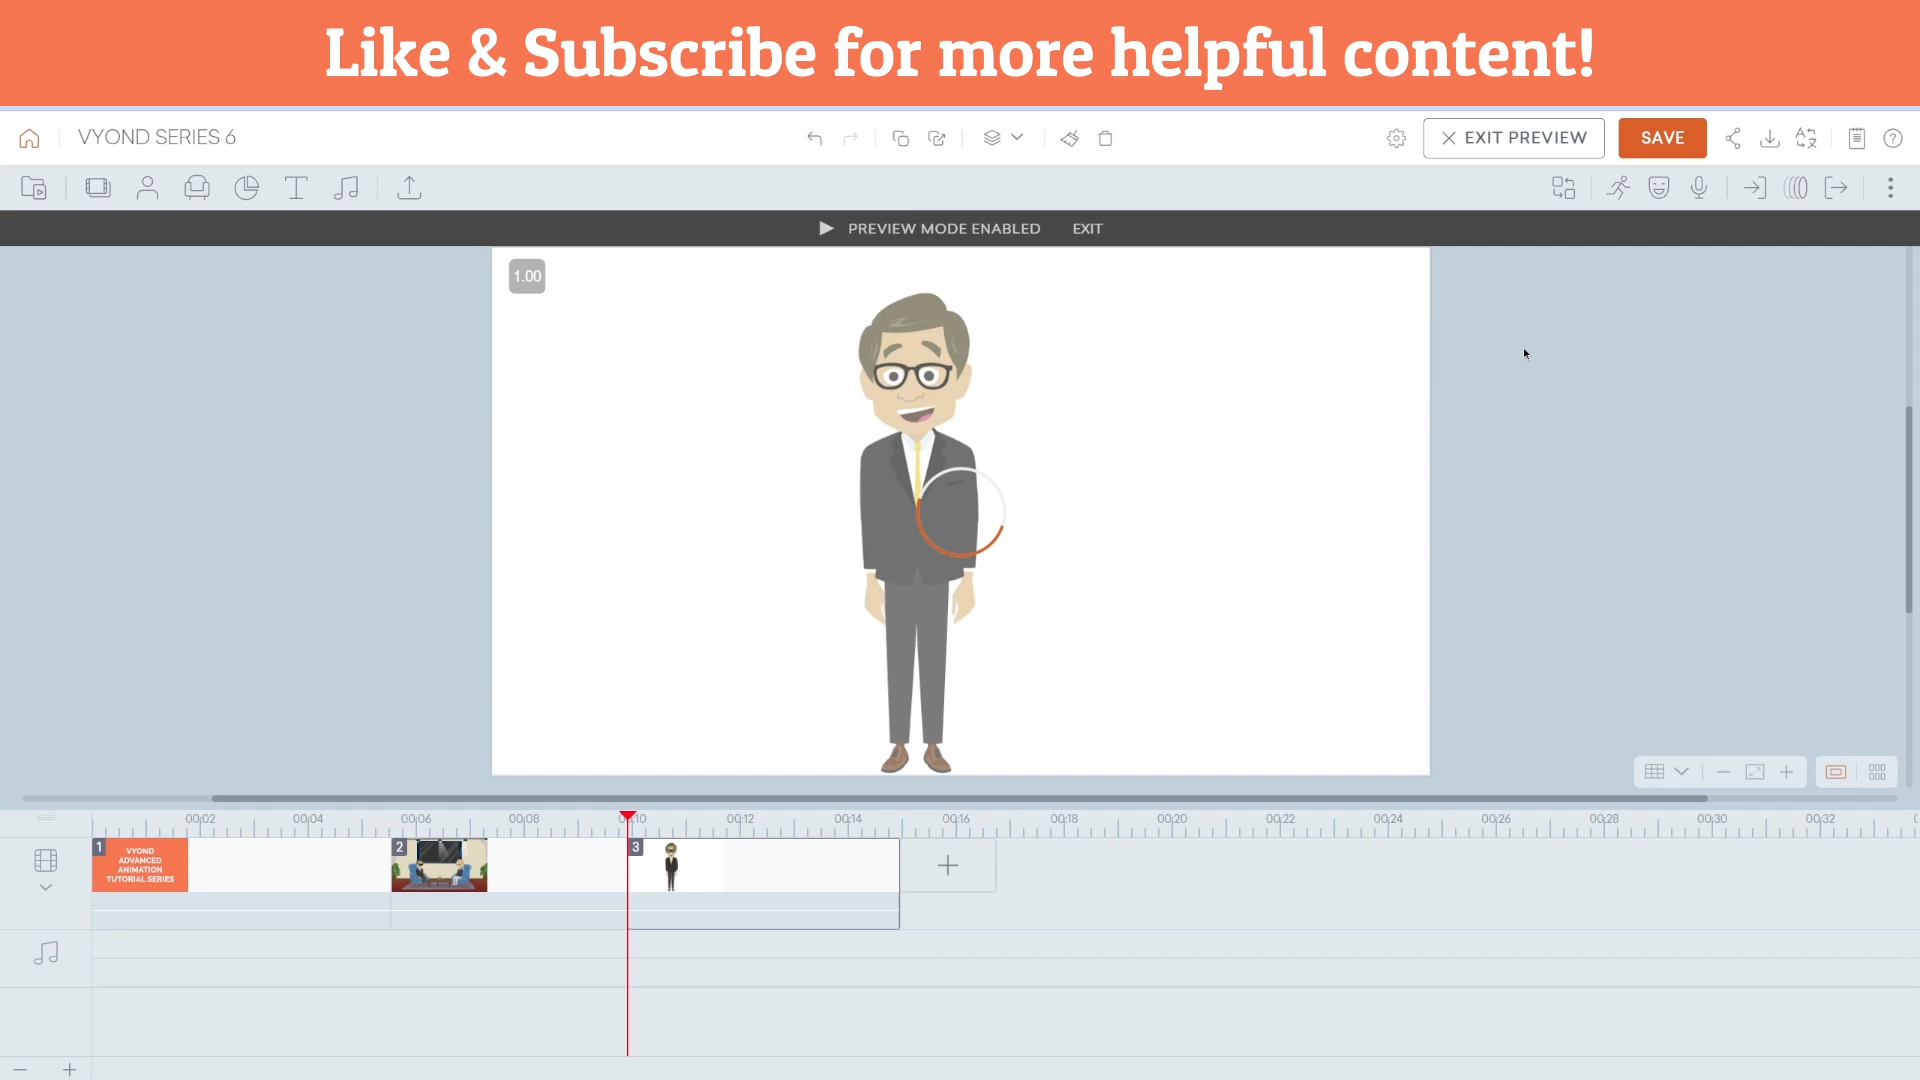 Like & Subscribe for more helpful content!
VYOND SERIES 6
EXIT PREVIEW
SAVE
PREVIEW MODE ENABLED EXIT
1.00
00:02 00:04 00:06 00:08 00:10 00:12 00:14 00:16 00:18 00:20 00:22 00:24 00:26 00:28 00:30 00:32
1
VYOND
ADVANCED
ANIMATION
TUTORIAL SERIES
2
3